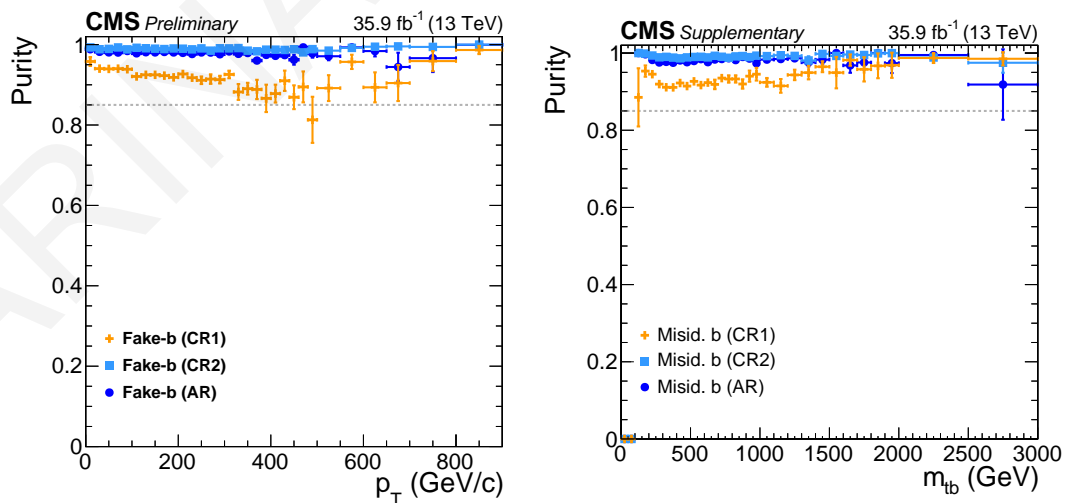 CMS Preliminary 35.9 fb⁻¹ (13 TeV)
Purity
1
0.8
0.6
0.4
0.2
0
Fake-b (CR1)
Fake-b (CR2)
Fake-b (AR)
0 200 400 600 800
p_T (GeV/c)
CMS Supplementary 35.9 fb⁻¹ (13 TeV)
Purity
1
0.8
0.6
0.4
0.2
0
Misid. b (CR1)
Misid. b (CR2)
Misid. b (AR)
0 500 1000 1500 2000 2500 3000
m_tb (GeV)